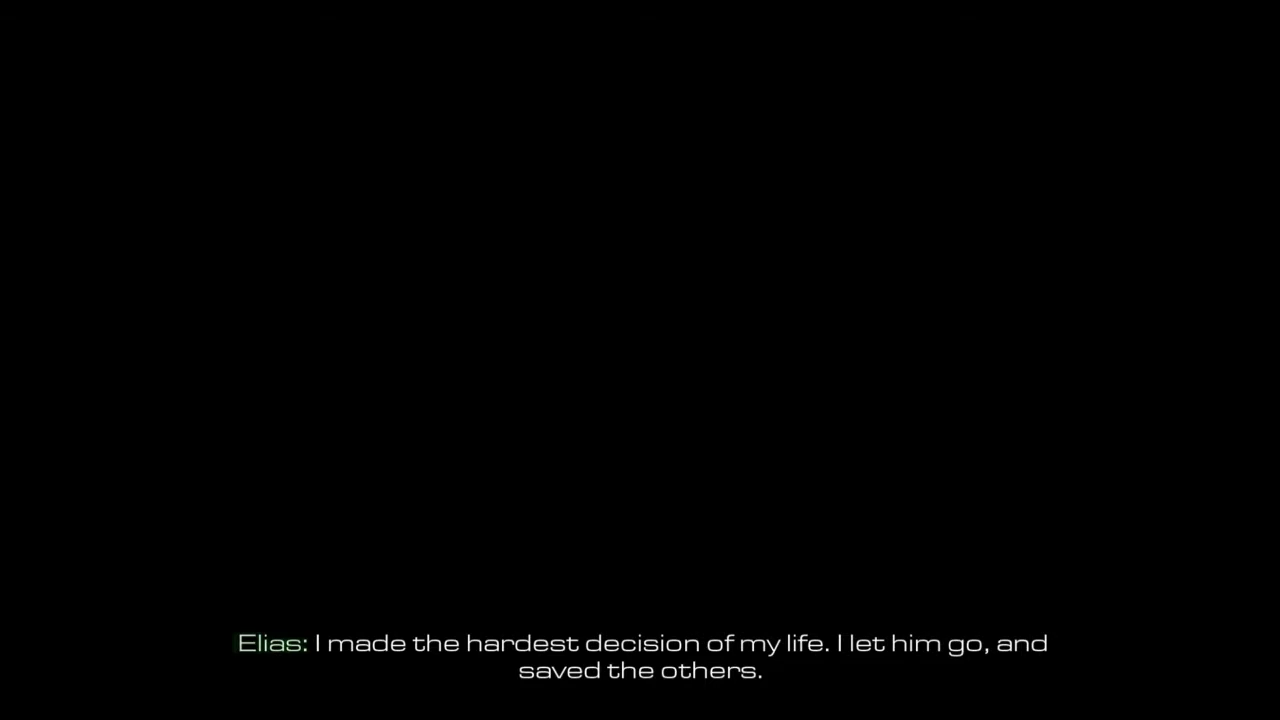 Elias: I made the hardest decision of my life. I let him go, and
saved the others.